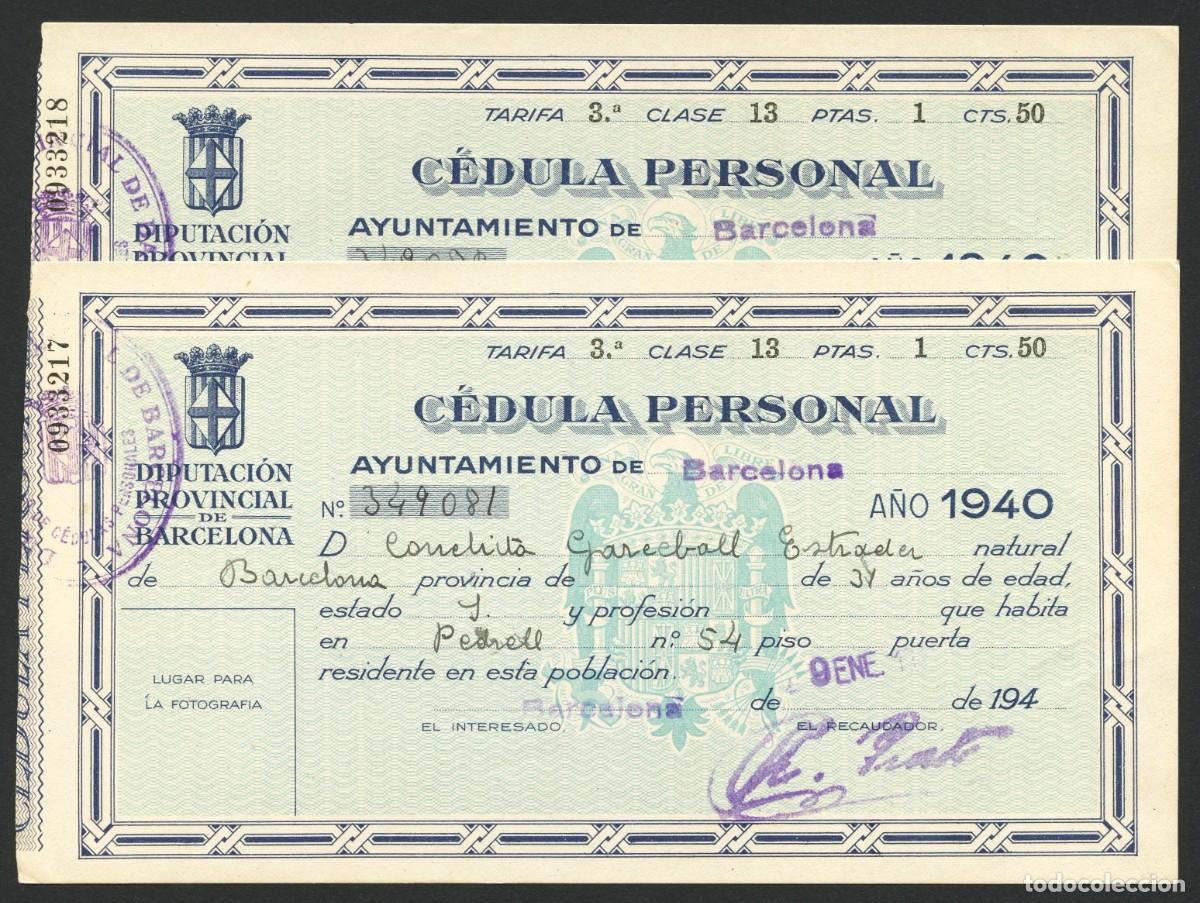 TARIFA 3.ª CLASE 13 PTAS. 1 CTS. 50
CÉDULA PERSONAL
DIPUTACIÓN
PROVINCIAL
AYUNTAMIENTO DE Barcelona
AÑO 1940
0933218
TARIFA 3.ª CLASE 13 PTAS. 1 CTS. 50
CÉDULA PERSONAL
DIPUTACIÓN
PROVINCIAL
DE
BARCELONA
0933217
AYUNTAMIENTO DE Barcelona
Nº. 349081 AÑO 1940
D Conchita Estrader natural
de Barcelona provincia de de años de edad,
estado S. y profesión que habita
en Pedrell nº. 54 piso puerta
residente en esta población.
9 ENE.
Barcelona de de 194
EL INTERESADO, EL RECAUDADOR,
LUGAR PARA
LA FOTOGRAFIA
todocoleccion